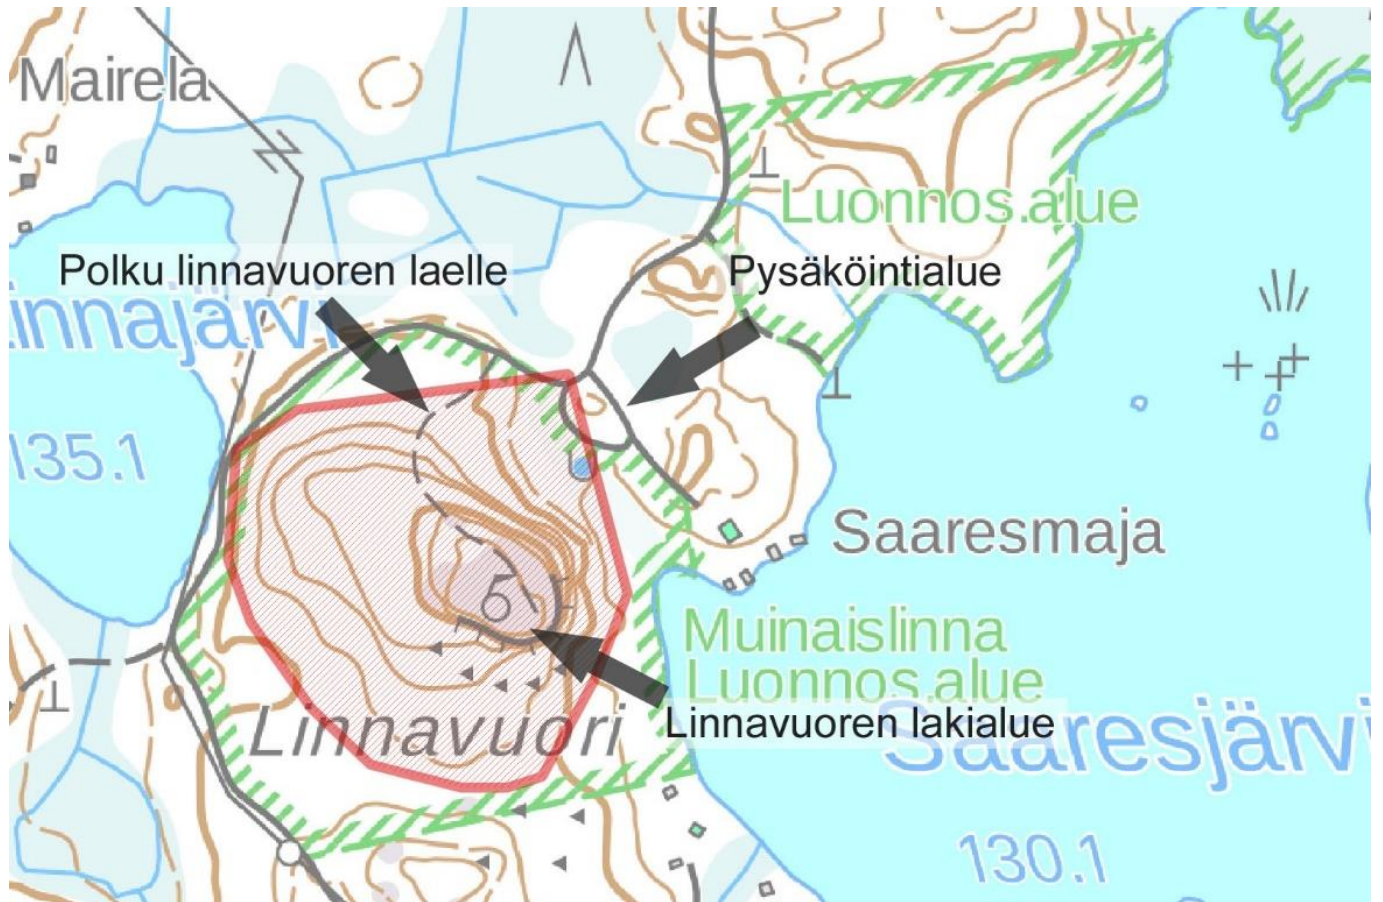 Mairela
Luonnos.alue
Polku linnavuoren laelle
Pysäköintialue
innajärvi
135.1
Saaresmaja
Muinaislinna
Luonnos.alue
Linnavuoren lakialue
Linnavuori
Saaresjärvi
130.1